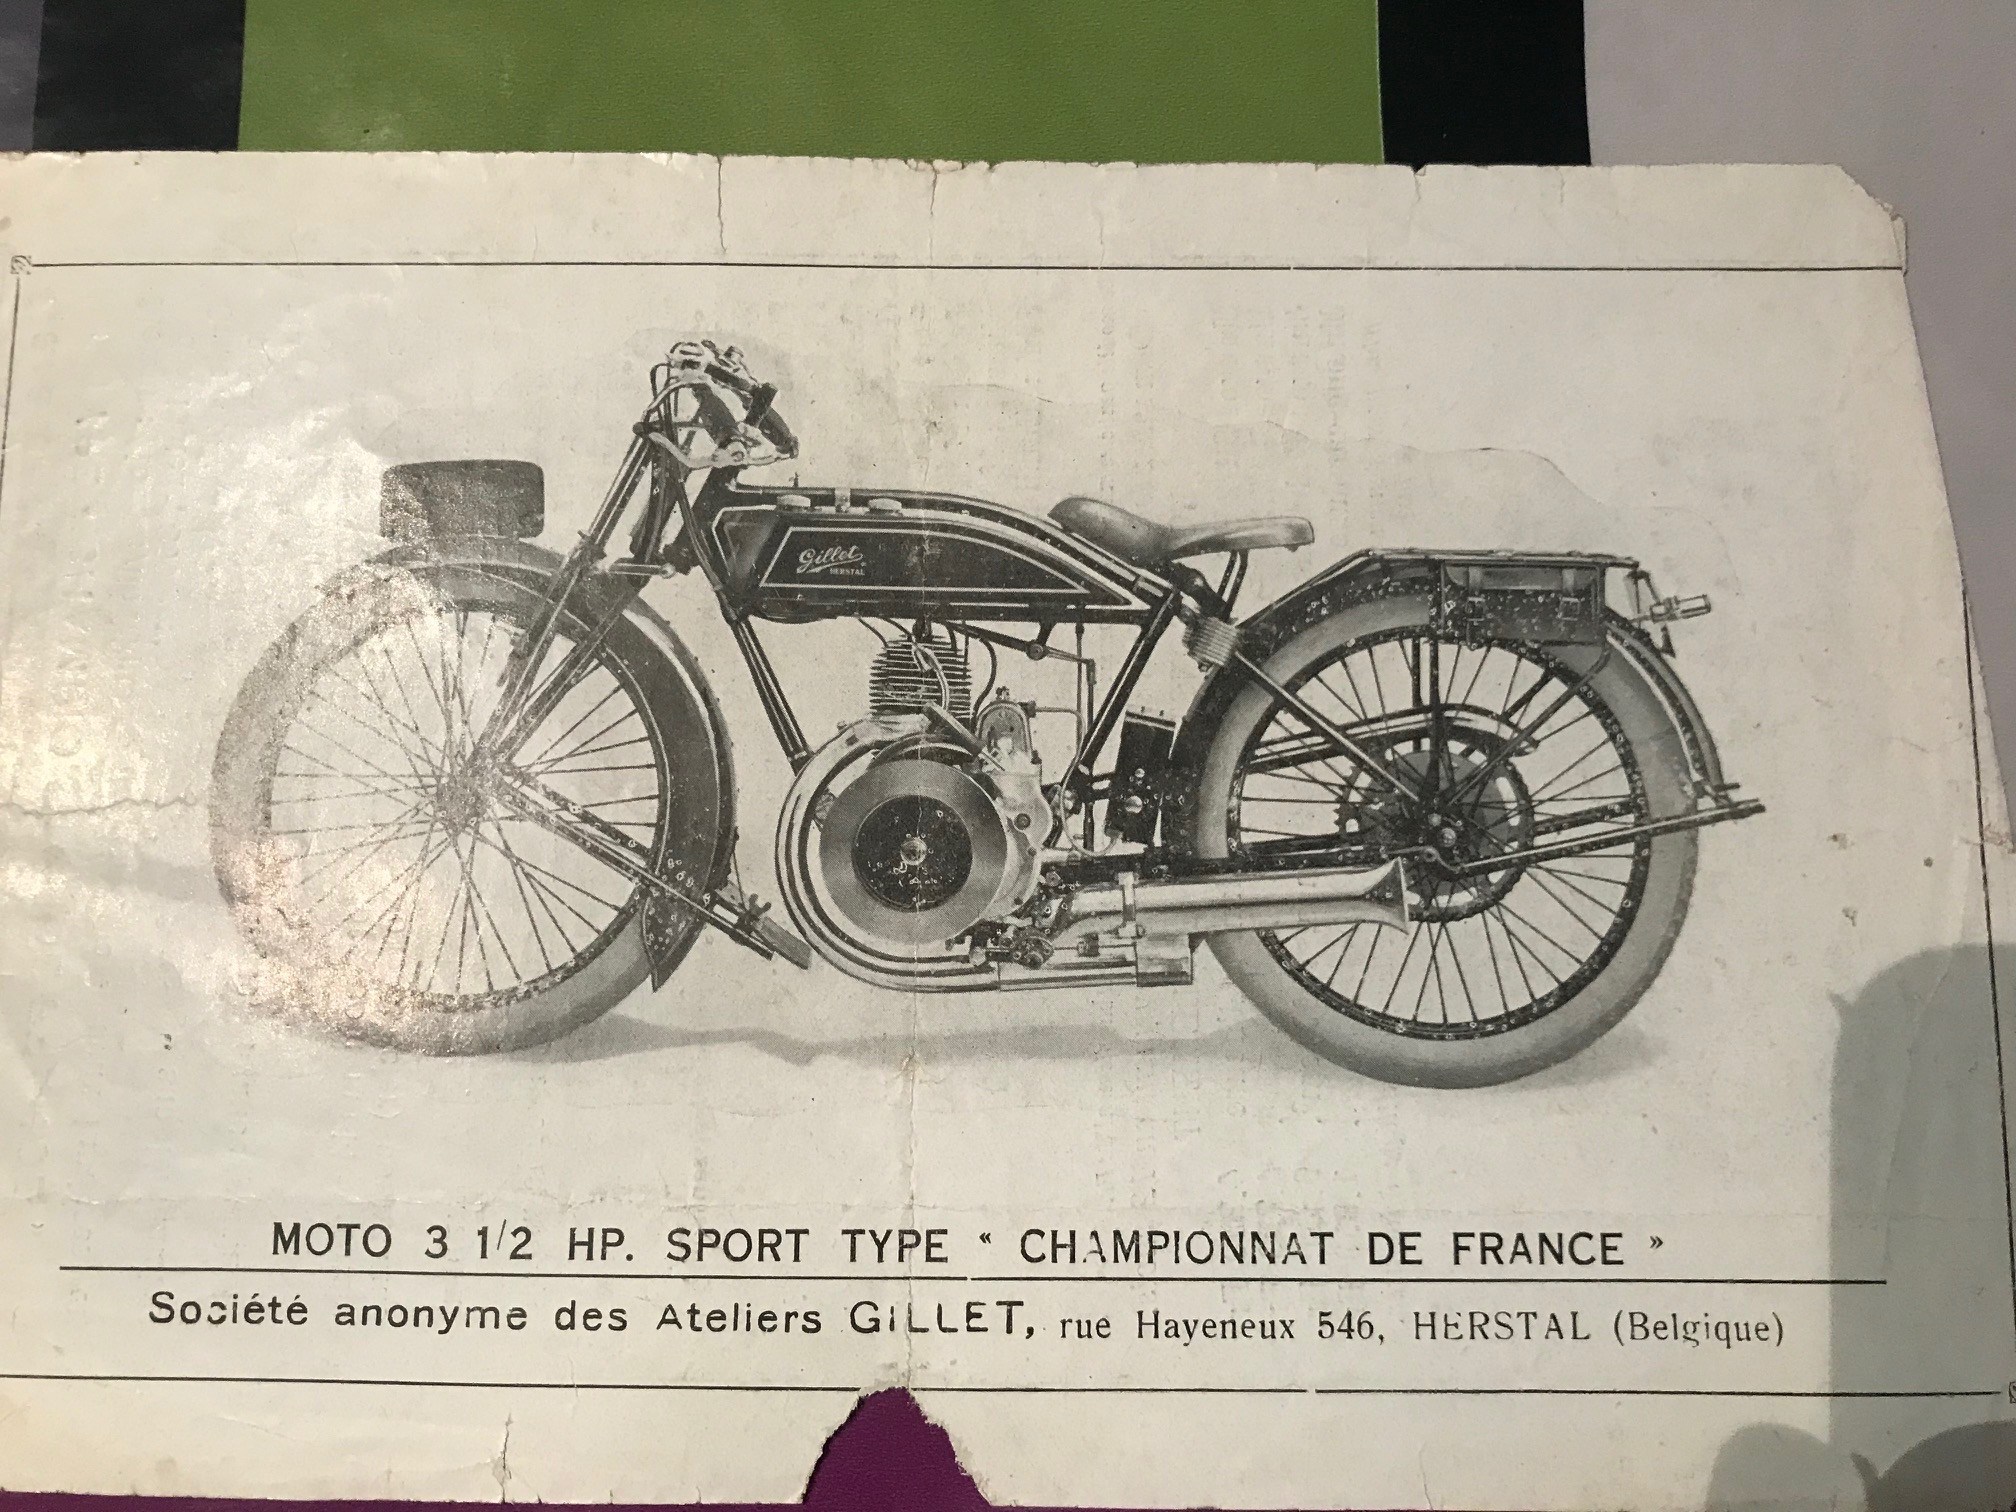 Gillet
HERSTAL
MOTO 3 1/2 HP. SPORT TYPE « CHAMPIONNAT DE FRANCE »
Société anonyme des Ateliers GILLET, rue Hayeneux 546, HERSTAL (Belgique)